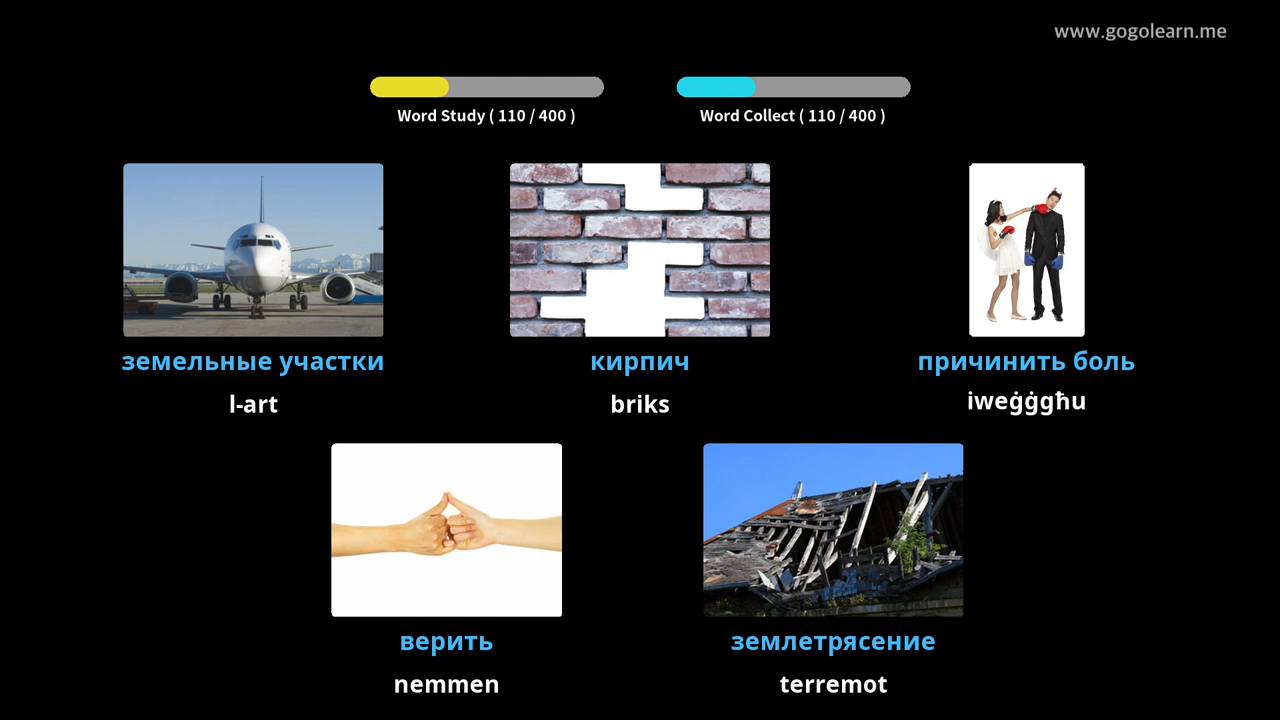 www.gogolearn.me
Word Study ( 110 / 400 )
Word Collect ( 110 / 400 )
земельные участки
l-art
кирпич
briks
причинить боль
iweġġgħu
верить
nemmen
землетрясение
terremot